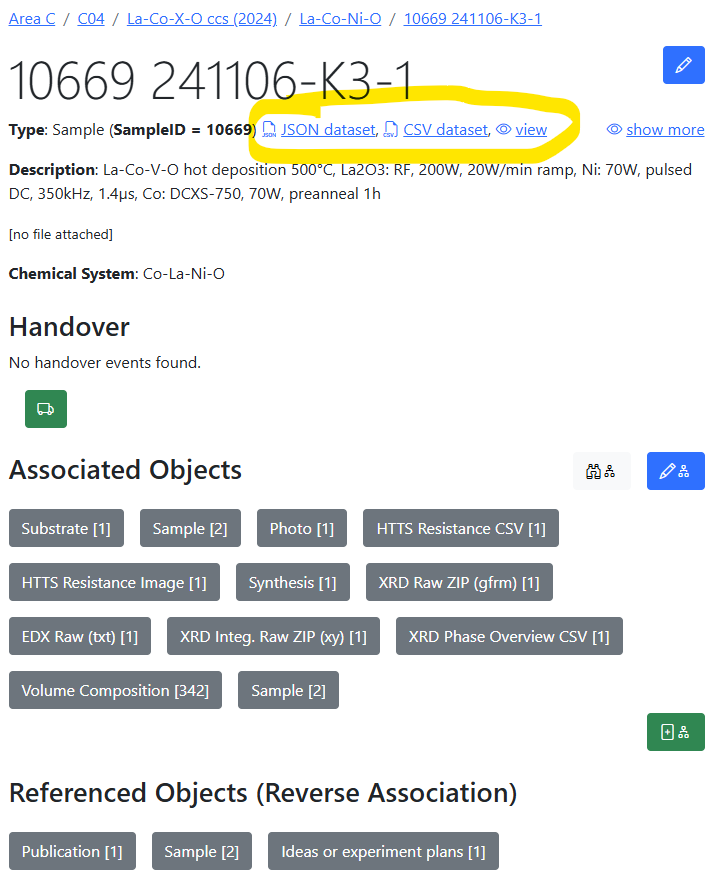 Area C / C04 / La-Co-X-O ccs (2024) / La-Co-Ni-O / 10669 241106-K3-1
10669 241106-K3-1
Type: Sample (SampleID = 10669) JSON JSON dataset, CSV CSV dataset, view show more
Description: La-Co-V-O hot deposition 500°C, La2O3: RF, 200W, 20W/min ramp, Ni: 70W, pulsed
DC, 350kHz, 1.4µs, Co: DCXS-750, 70W, preanneal 1h
[no file attached]
Chemical System: Co-La-Ni-O
Handover
No handover events found.
Associated Objects
Substrate [1] Sample [2] Photo [1] HTTS Resistance CSV [1]
HTTS Resistance Image [1] Synthesis [1] XRD Raw ZIP (gfrm) [1]
EDX Raw (txt) [1] XRD Integ. Raw ZIP (xy) [1] XRD Phase Overview CSV [1]
Volume Composition [342] Sample [2]
Referenced Objects (Reverse Association)
Publication [1] Sample [2] Ideas or experiment plans [1]